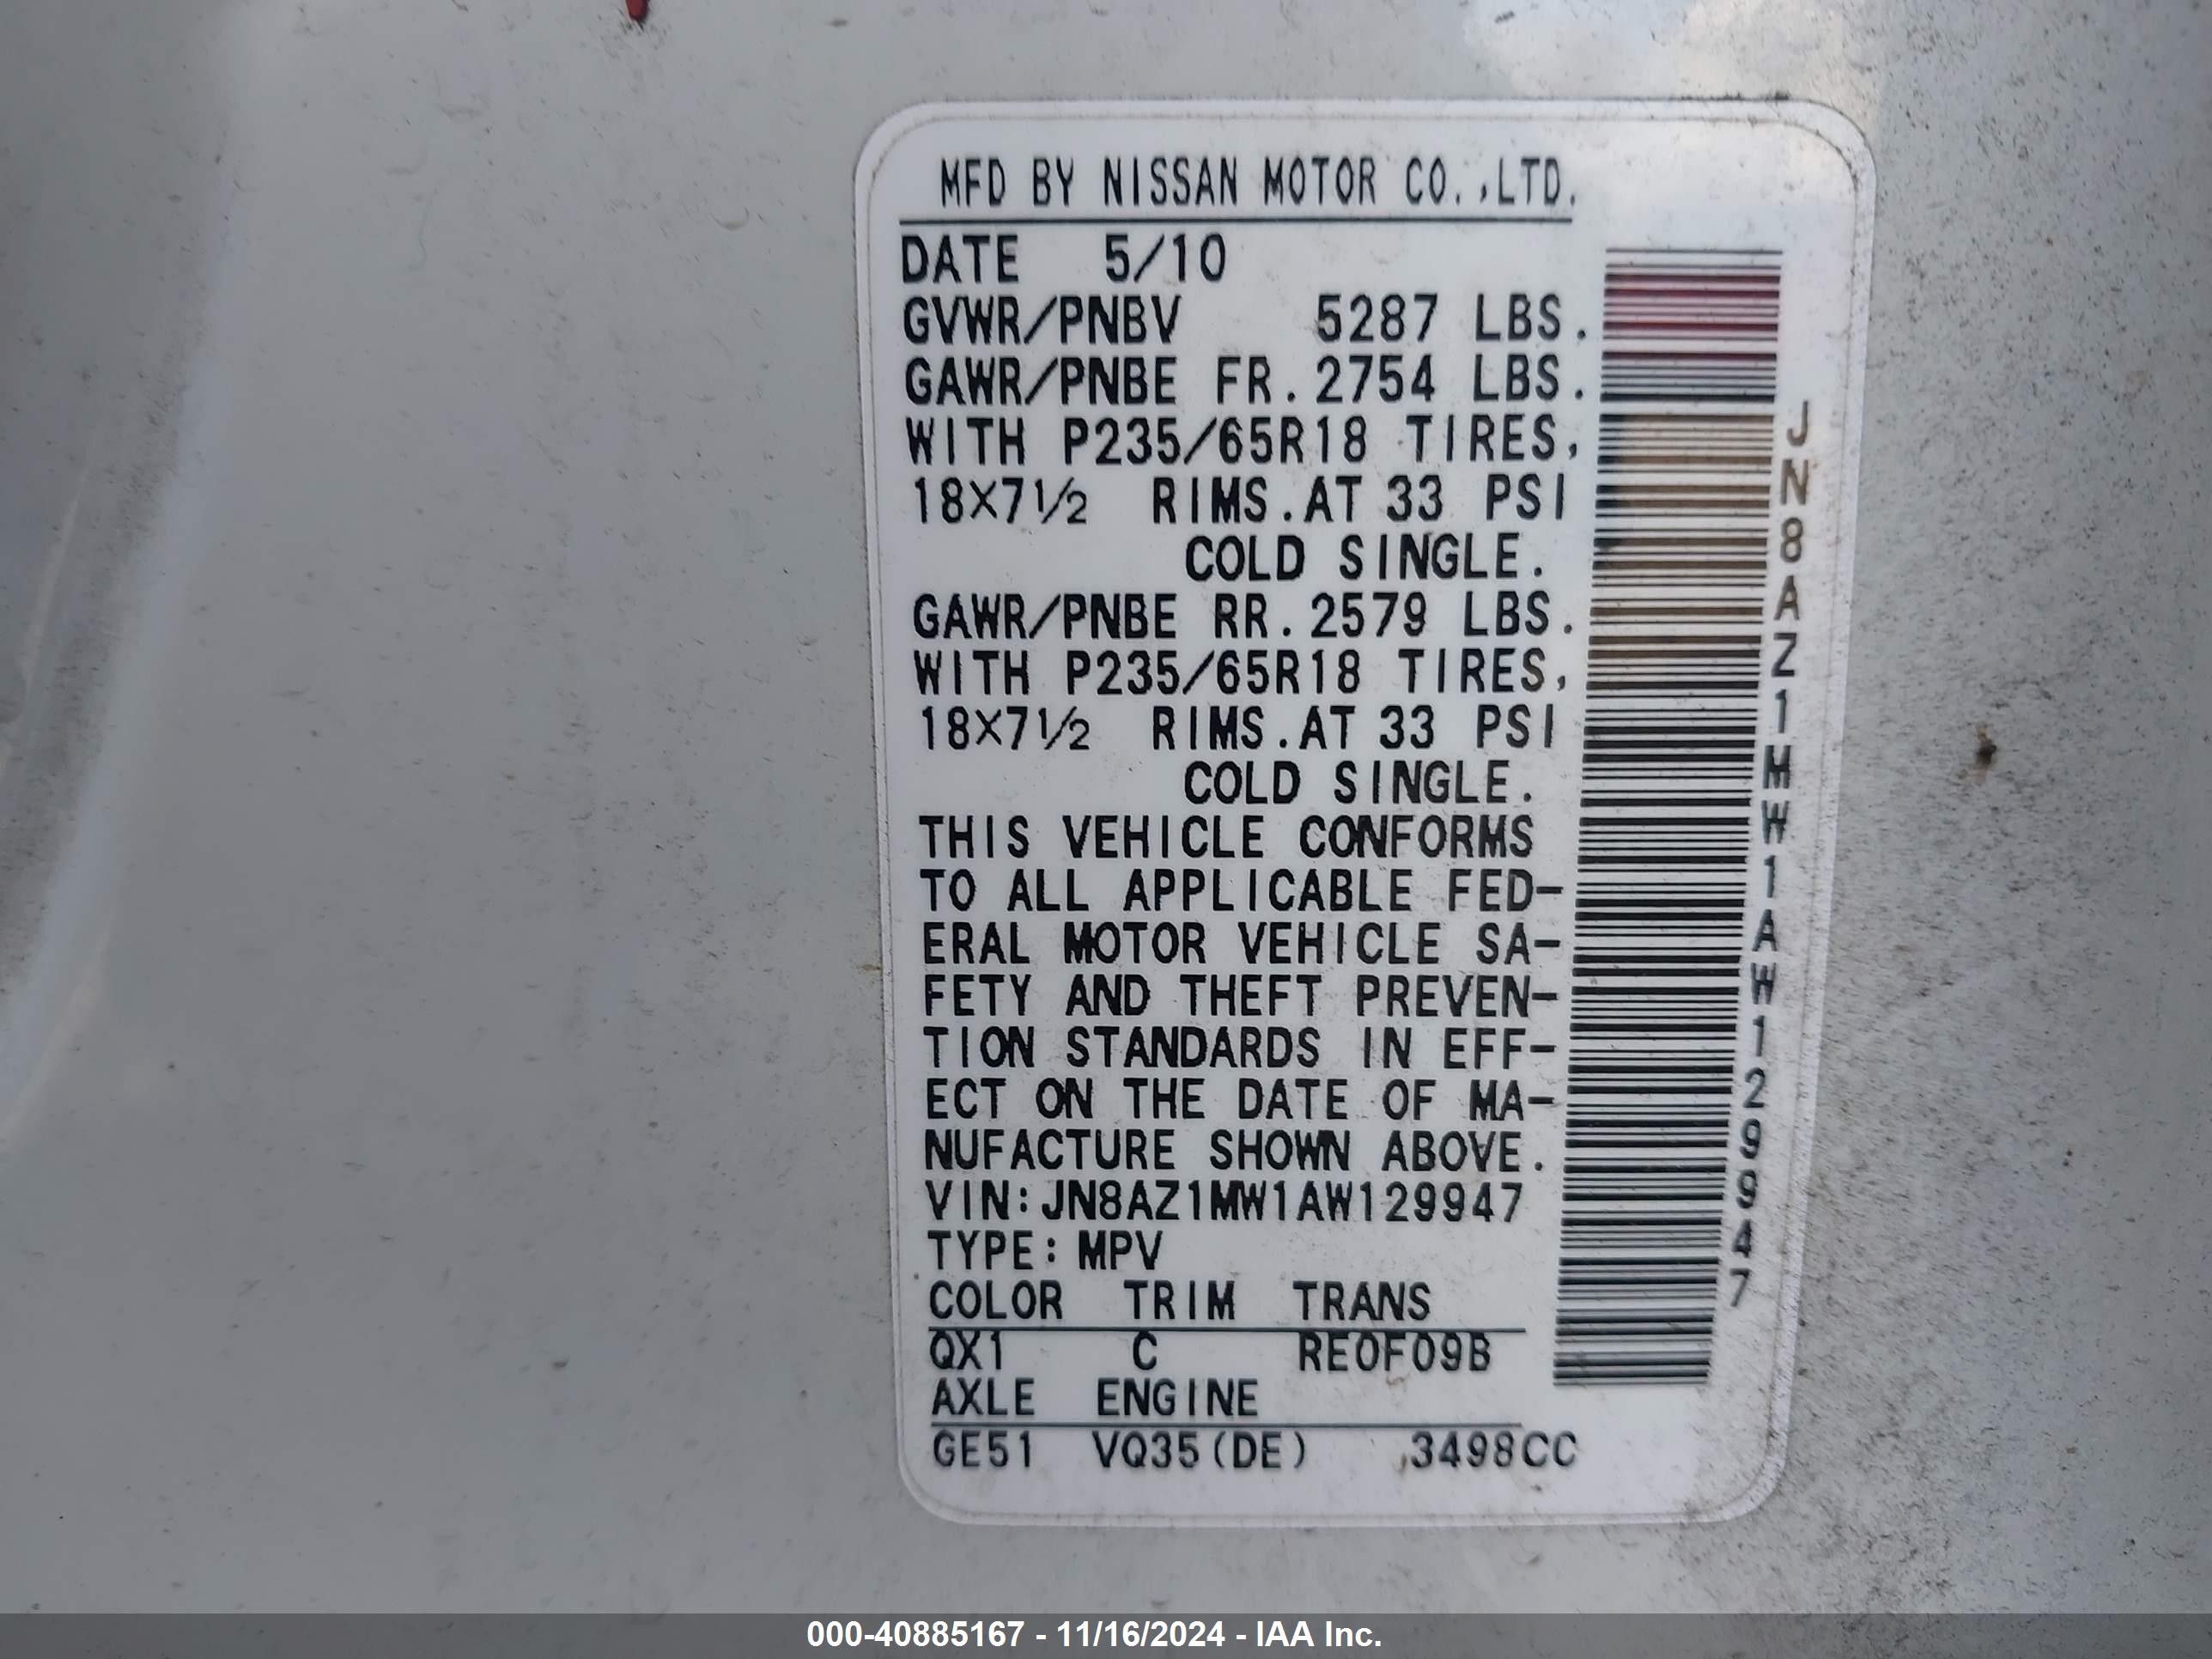 MFD BY NISSAN MOTOR CO.,LTD.
DATE 5/10
GVWR/PNBV 5287 LBS.
GAWR/PNBE FR.2754 LBS.
WITH P235/65R18 TIRES,
18X7½ RIMS.AT 33 PSI
COLD SINGLE.
GAWR/PNBE RR.2579 LBS.
WITH P235/65R18 TIRES,
18X7½ RIMS.AT 33 PSI
COLD SINGLE.
THIS VEHICLE CONFORMS
TO ALL APPLICABLE FED-
ERAL MOTOR VEHICLE SA-
FETY AND THEFT PREVEN-
TION STANDARDS IN EFF-
ECT ON THE DATE OF MA-
NUFACTURE SHOWN ABOVE.
VIN:JN8AZ1MW1AW129947
TYPE:MPV
COLOR TRIM TRANS
QX1 C RE0F09B
AXLE ENGINE
GE51 VQ35(DE) 3498CC
JN8AZ1MW1AW129947
000-40885167 - 11/16/2024 - IAA Inc.